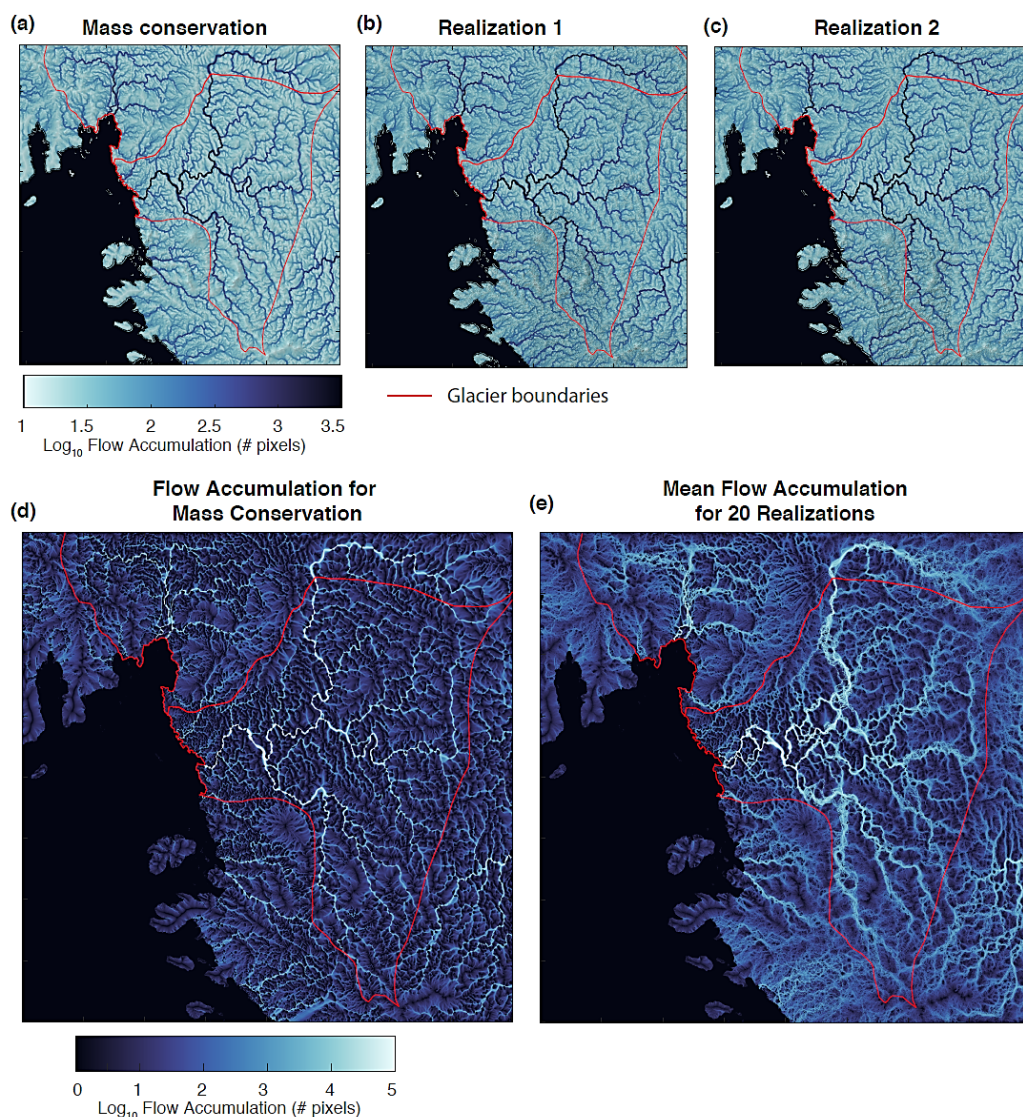 (a)
Mass conservation
(b)
Realization 1
(c)
Realization 2
1 1.5 2 2.5 3 3.5
Log₁₀ Flow Accumulation (# pixels)
Glacier boundaries
(d)
Flow Accumulation for
Mass Conservation
(e)
Mean Flow Accumulation
for 20 Realizations
0 1 2 3 4 5
Log₁₀ Flow Accumulation (# pixels)